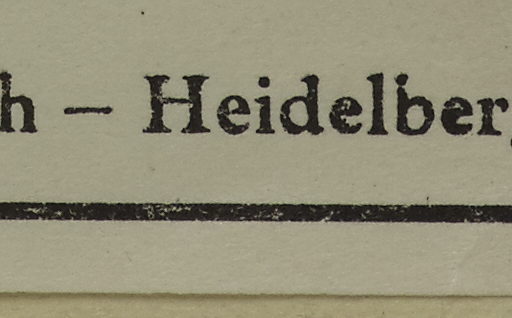 h – Heidelber